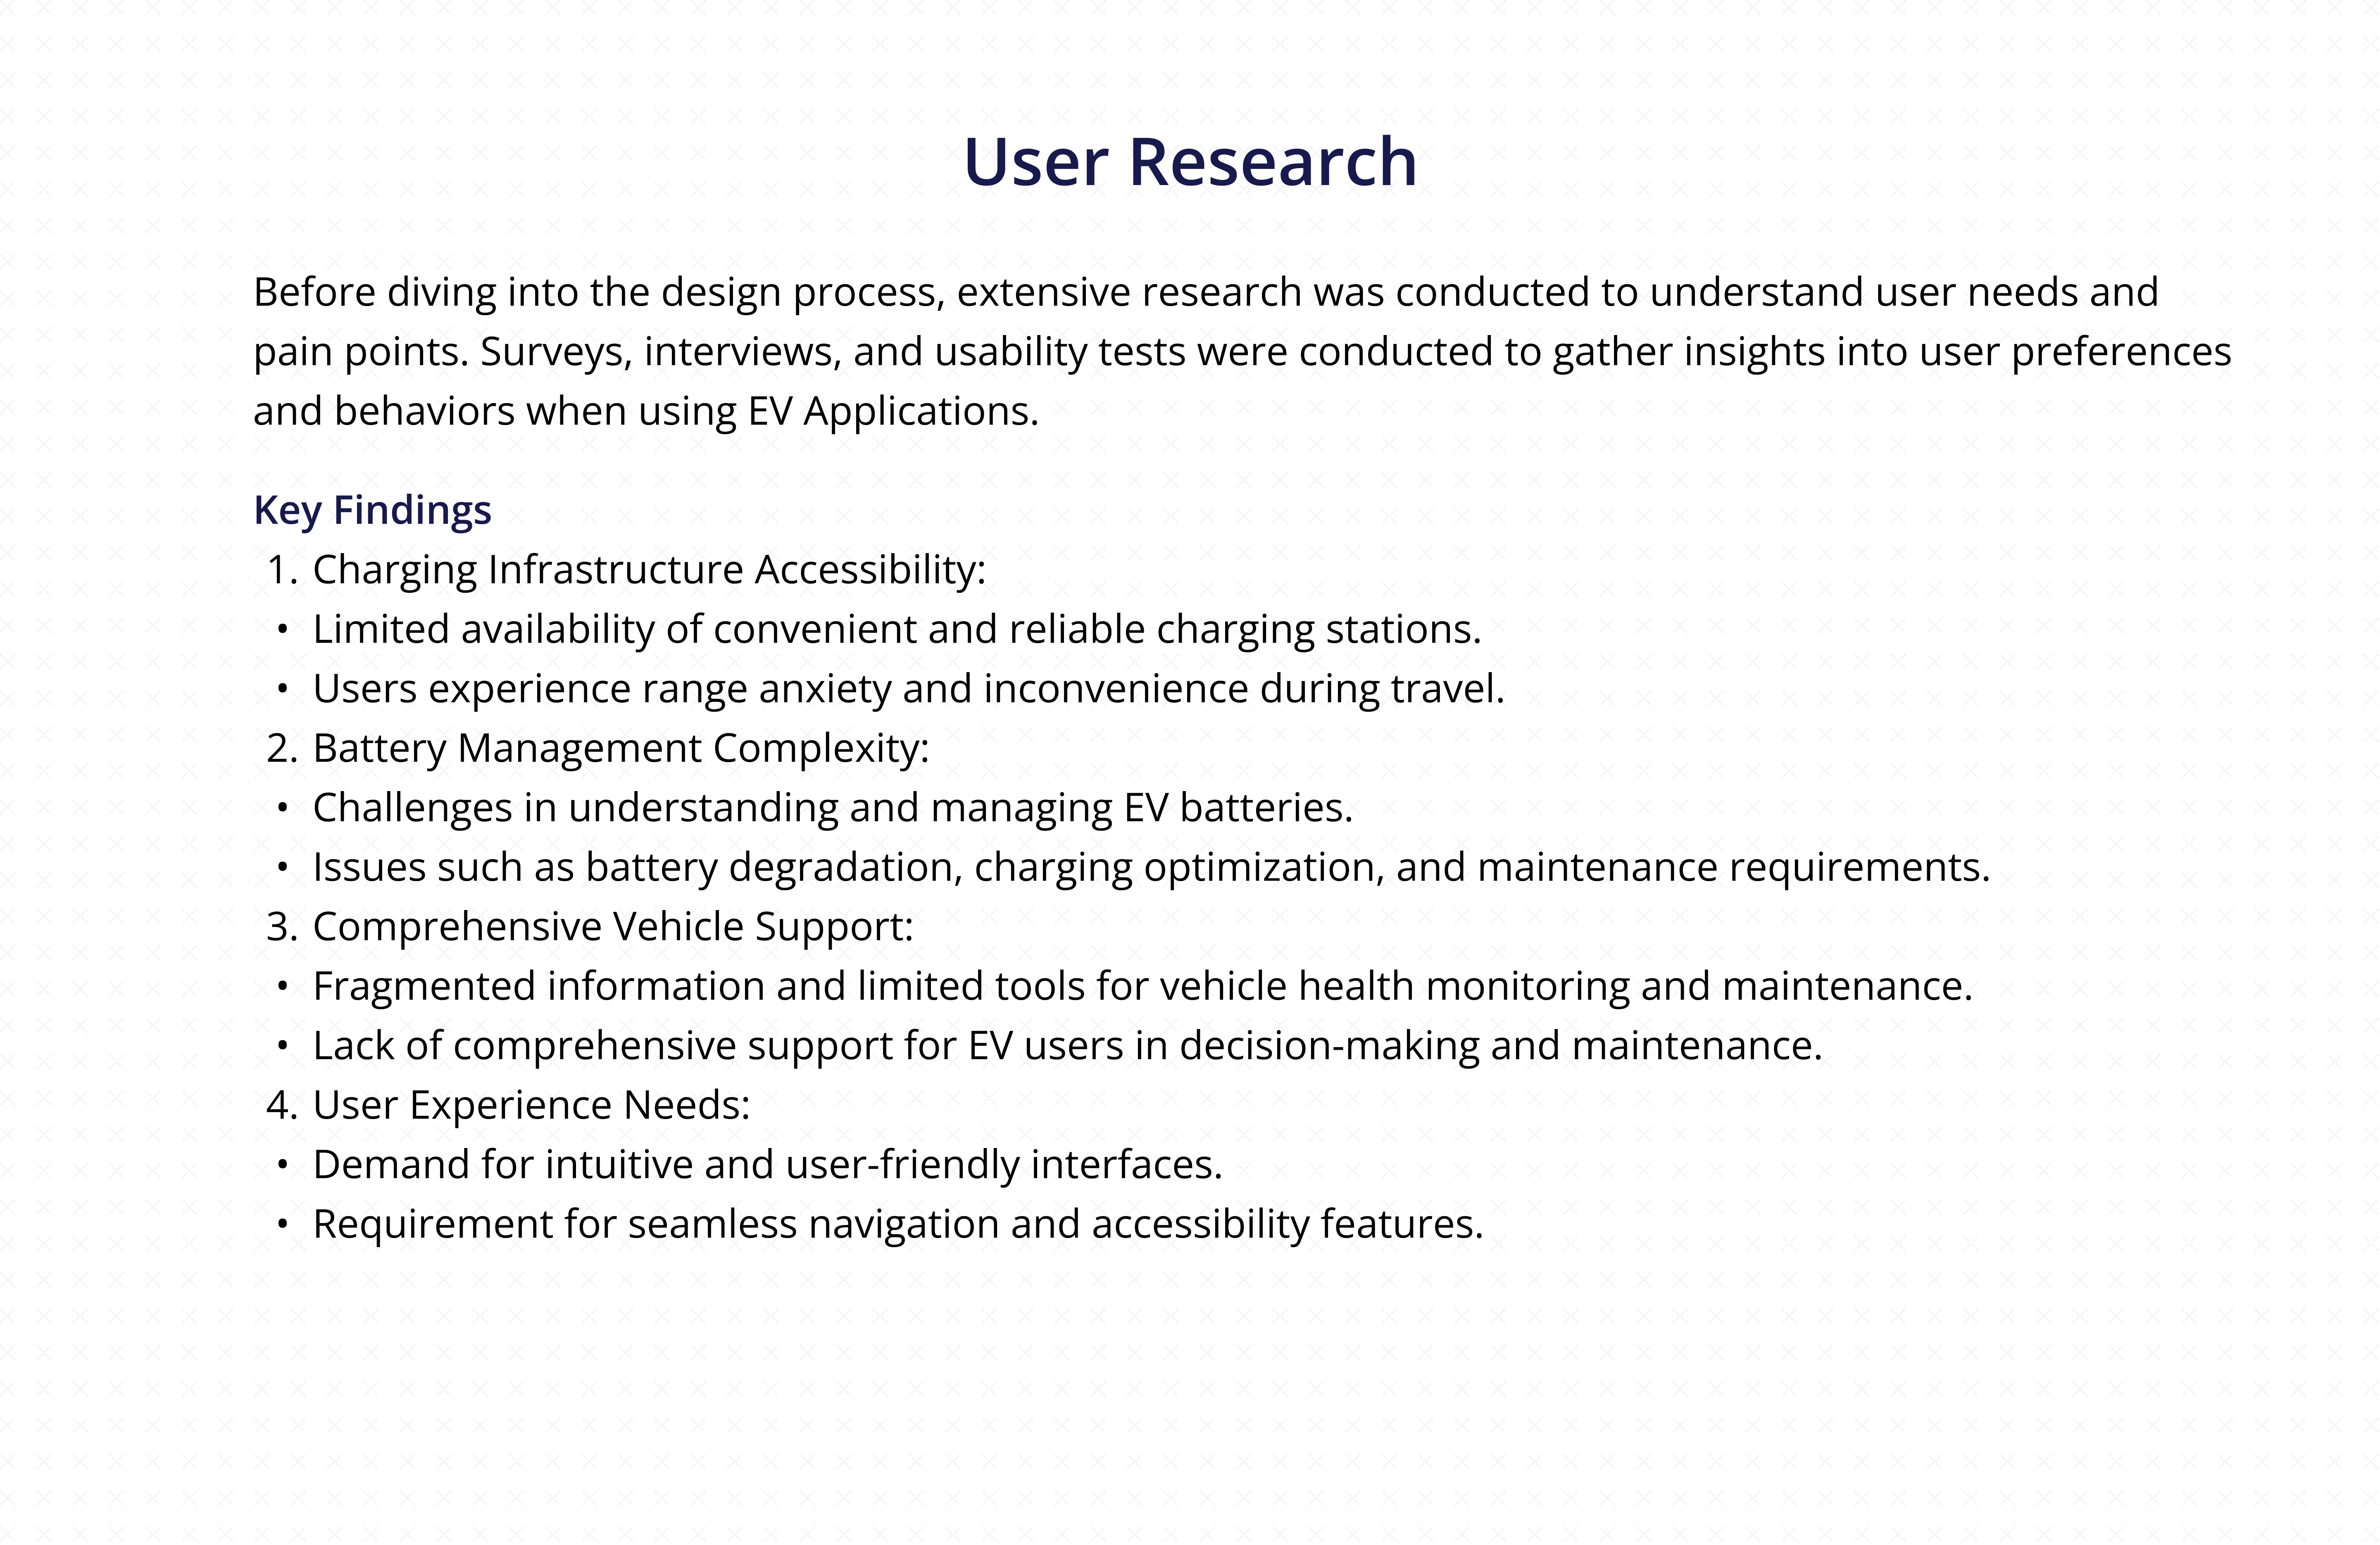 User Research
Before diving into the design process, extensive research was conducted to understand user needs and
pain points. Surveys, interviews, and usability tests were conducted to gather insights into user preferences
and behaviors when using EV Applications.
Key Findings
1. Charging Infrastructure Accessibility:
• Limited availability of convenient and reliable charging stations.
• Users experience range anxiety and inconvenience during travel.
2. Battery Management Complexity:
• Challenges in understanding and managing EV batteries.
• Issues such as battery degradation, charging optimization, and maintenance requirements.
3. Comprehensive Vehicle Support:
• Fragmented information and limited tools for vehicle health monitoring and maintenance.
• Lack of comprehensive support for EV users in decision-making and maintenance.
4. User Experience Needs:
• Demand for intuitive and user-friendly interfaces.
• Requirement for seamless navigation and accessibility features.